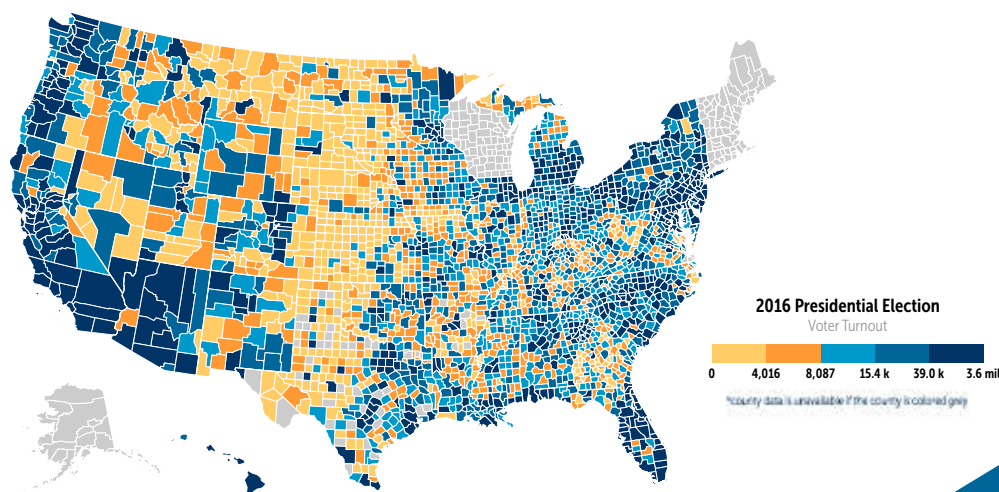 2016 Presidential Election
Voter Turnout
0 4,016 8,087 15.4 k 39.0 k 3.6 mil
*county data is unavailable if the county is colored grey